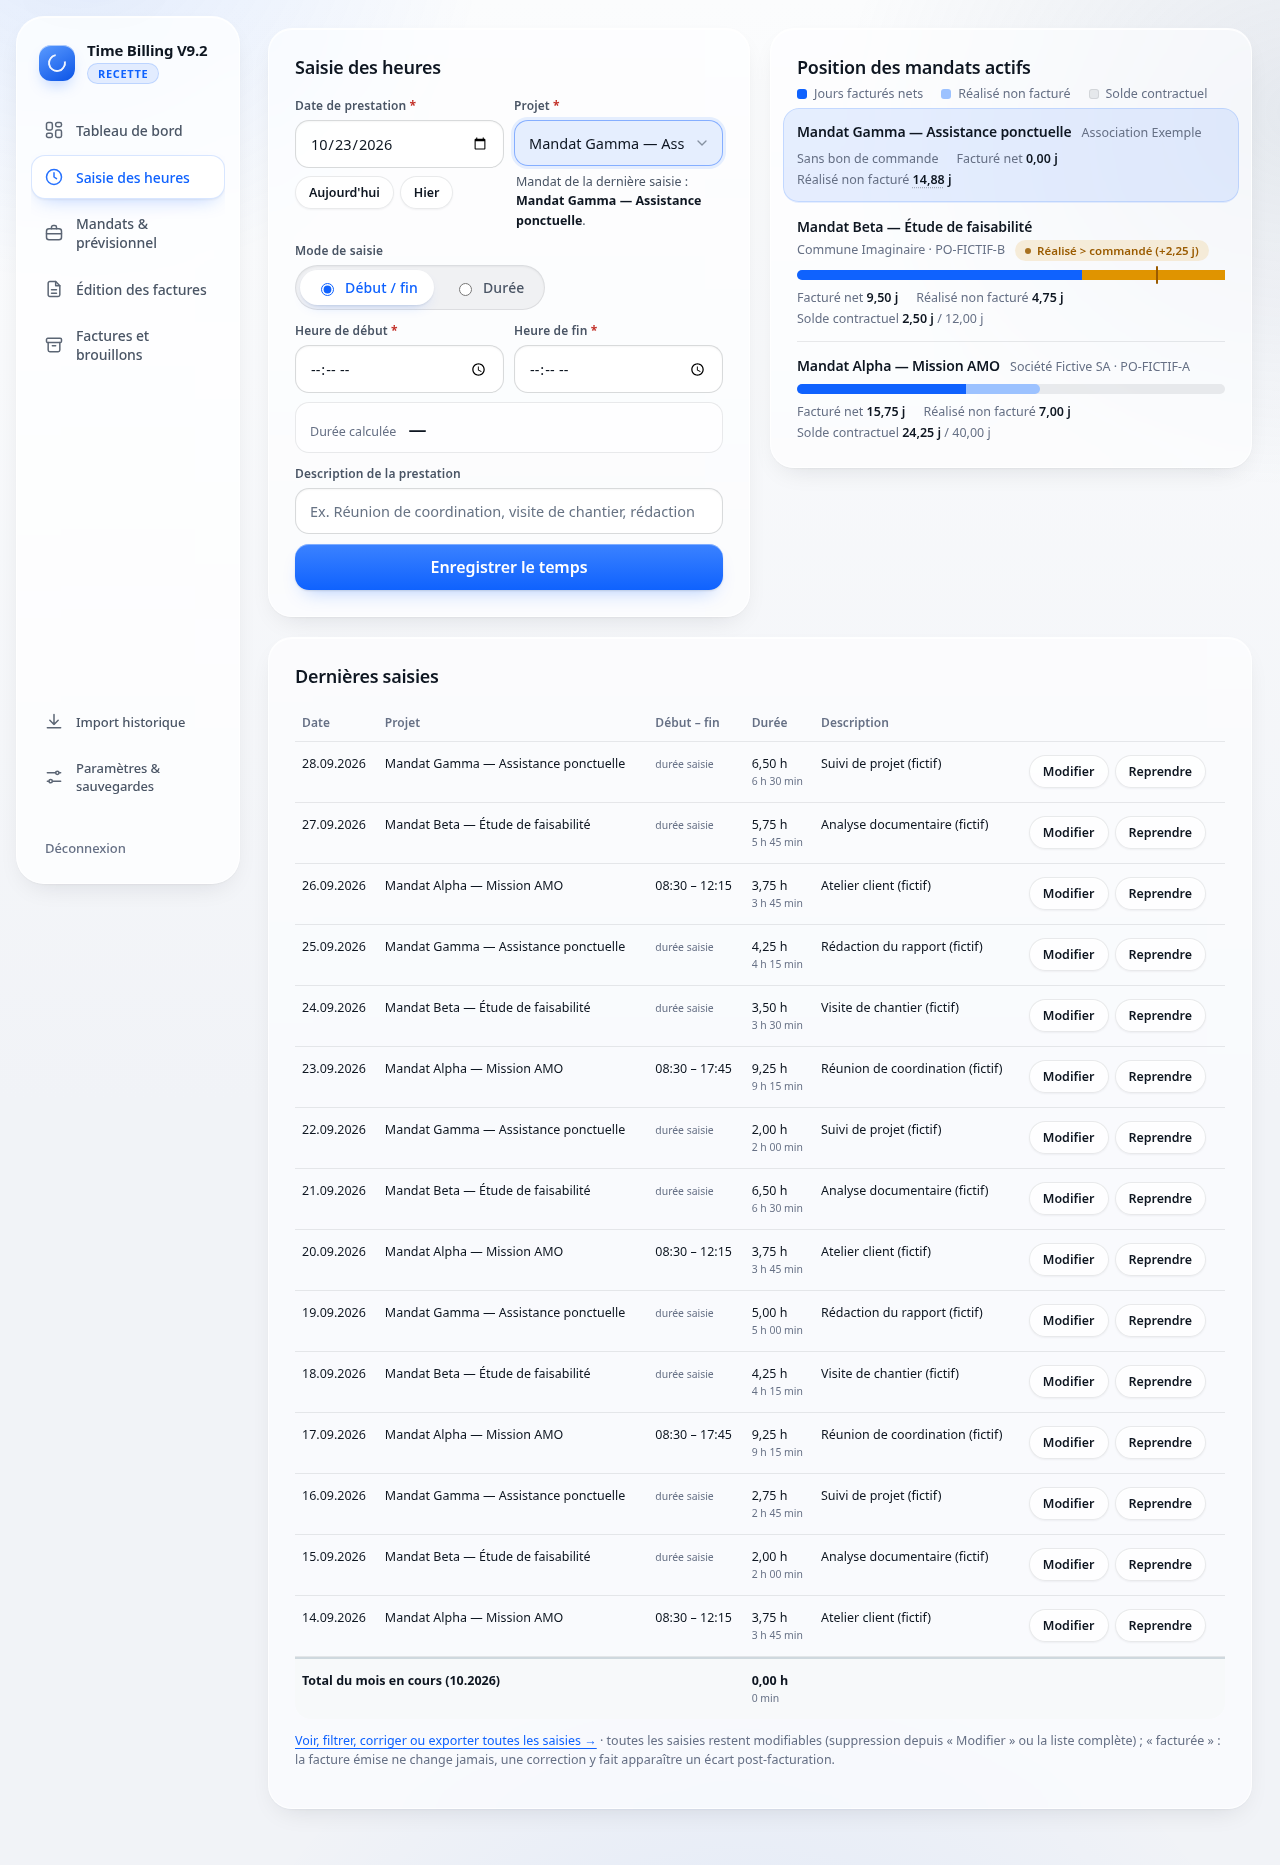 Time Billing V9.2
RECETTE
Tableau de bord
Saisie des heures
Mandats &
prévisionnel
Édition des factures
Factures et
brouillons
Import historique
Paramètres &
sauvegardes
Déconnexion
Saisie des heures
Date de prestation * Projet *
10/23/2026 Mandat Gamma — Ass
Aujourd'hui Hier
Mandat de la dernière saisie :
Mandat Gamma — Assistance
ponctuelle.
Mode de saisie
Début / fin Durée
Heure de début * Heure de fin *
--:-- -- --:-- --
Durée calculée —
Description de la prestation
Ex. Réunion de coordination, visite de chantier, rédaction
Enregistrer le temps
Position des mandats actifs
Jours facturés nets Réalisé non facturé Solde contractuel
Mandat Gamma — Assistance ponctuelle Association Exemple
Sans bon de commande Facturé net 0,00 j
Réalisé non facturé 14,88 j
Mandat Beta — Étude de faisabilité
Commune Imaginaire · PO-FICTIF-B Réalisé > commandé (+2,25 j)
Facturé net 9,50 j Réalisé non facturé 4,75 j
Solde contractuel 2,50 j / 12,00 j
Mandat Alpha — Mission AMO Société Fictive SA · PO-FICTIF-A
Facturé net 15,75 j Réalisé non facturé 7,00 j
Solde contractuel 24,25 j / 40,00 j
Dernières saisies
Date Projet Début – fin Durée Description
28.09.2026 Mandat Gamma — Assistance ponctuelle durée saisie 6,50 h Suivi de projet (fictif) Modifier Reprendre
6 h 30 min
27.09.2026 Mandat Beta — Étude de faisabilité durée saisie 5,75 h Analyse documentaire (fictif) Modifier Reprendre
5 h 45 min
26.09.2026 Mandat Alpha — Mission AMO 08:30 – 12:15 3,75 h Atelier client (fictif) Modifier Reprendre
3 h 45 min
25.09.2026 Mandat Gamma — Assistance ponctuelle durée saisie 4,25 h Rédaction du rapport (fictif) Modifier Reprendre
4 h 15 min
24.09.2026 Mandat Beta — Étude de faisabilité durée saisie 3,50 h Visite de chantier (fictif) Modifier Reprendre
3 h 30 min
23.09.2026 Mandat Alpha — Mission AMO 08:30 – 17:45 9,25 h Réunion de coordination (fictif) Modifier Reprendre
9 h 15 min
22.09.2026 Mandat Gamma — Assistance ponctuelle durée saisie 2,00 h Suivi de projet (fictif) Modifier Reprendre
2 h 00 min
21.09.2026 Mandat Beta — Étude de faisabilité durée saisie 6,50 h Analyse documentaire (fictif) Modifier Reprendre
6 h 30 min
20.09.2026 Mandat Alpha — Mission AMO 08:30 – 12:15 3,75 h Atelier client (fictif) Modifier Reprendre
3 h 45 min
19.09.2026 Mandat Gamma — Assistance ponctuelle durée saisie 5,00 h Rédaction du rapport (fictif) Modifier Reprendre
5 h 00 min
18.09.2026 Mandat Beta — Étude de faisabilité durée saisie 4,25 h Visite de chantier (fictif) Modifier Reprendre
4 h 15 min
17.09.2026 Mandat Alpha — Mission AMO 08:30 – 17:45 9,25 h Réunion de coordination (fictif) Modifier Reprendre
9 h 15 min
16.09.2026 Mandat Gamma — Assistance ponctuelle durée saisie 2,75 h Suivi de projet (fictif) Modifier Reprendre
2 h 45 min
15.09.2026 Mandat Beta — Étude de faisabilité durée saisie 2,00 h Analyse documentaire (fictif) Modifier Reprendre
2 h 00 min
14.09.2026 Mandat Alpha — Mission AMO 08:30 – 12:15 3,75 h Atelier client (fictif) Modifier Reprendre
3 h 45 min
Total du mois en cours (10.2026) 0,00 h
0 min
Voir, filtrer, corriger ou exporter toutes les saisies → · toutes les saisies restent modifiables (suppression depuis « Modifier » ou la liste complète) ; « facturée » :
la facture émise ne change jamais, une correction y fait apparaître un écart post-facturation.